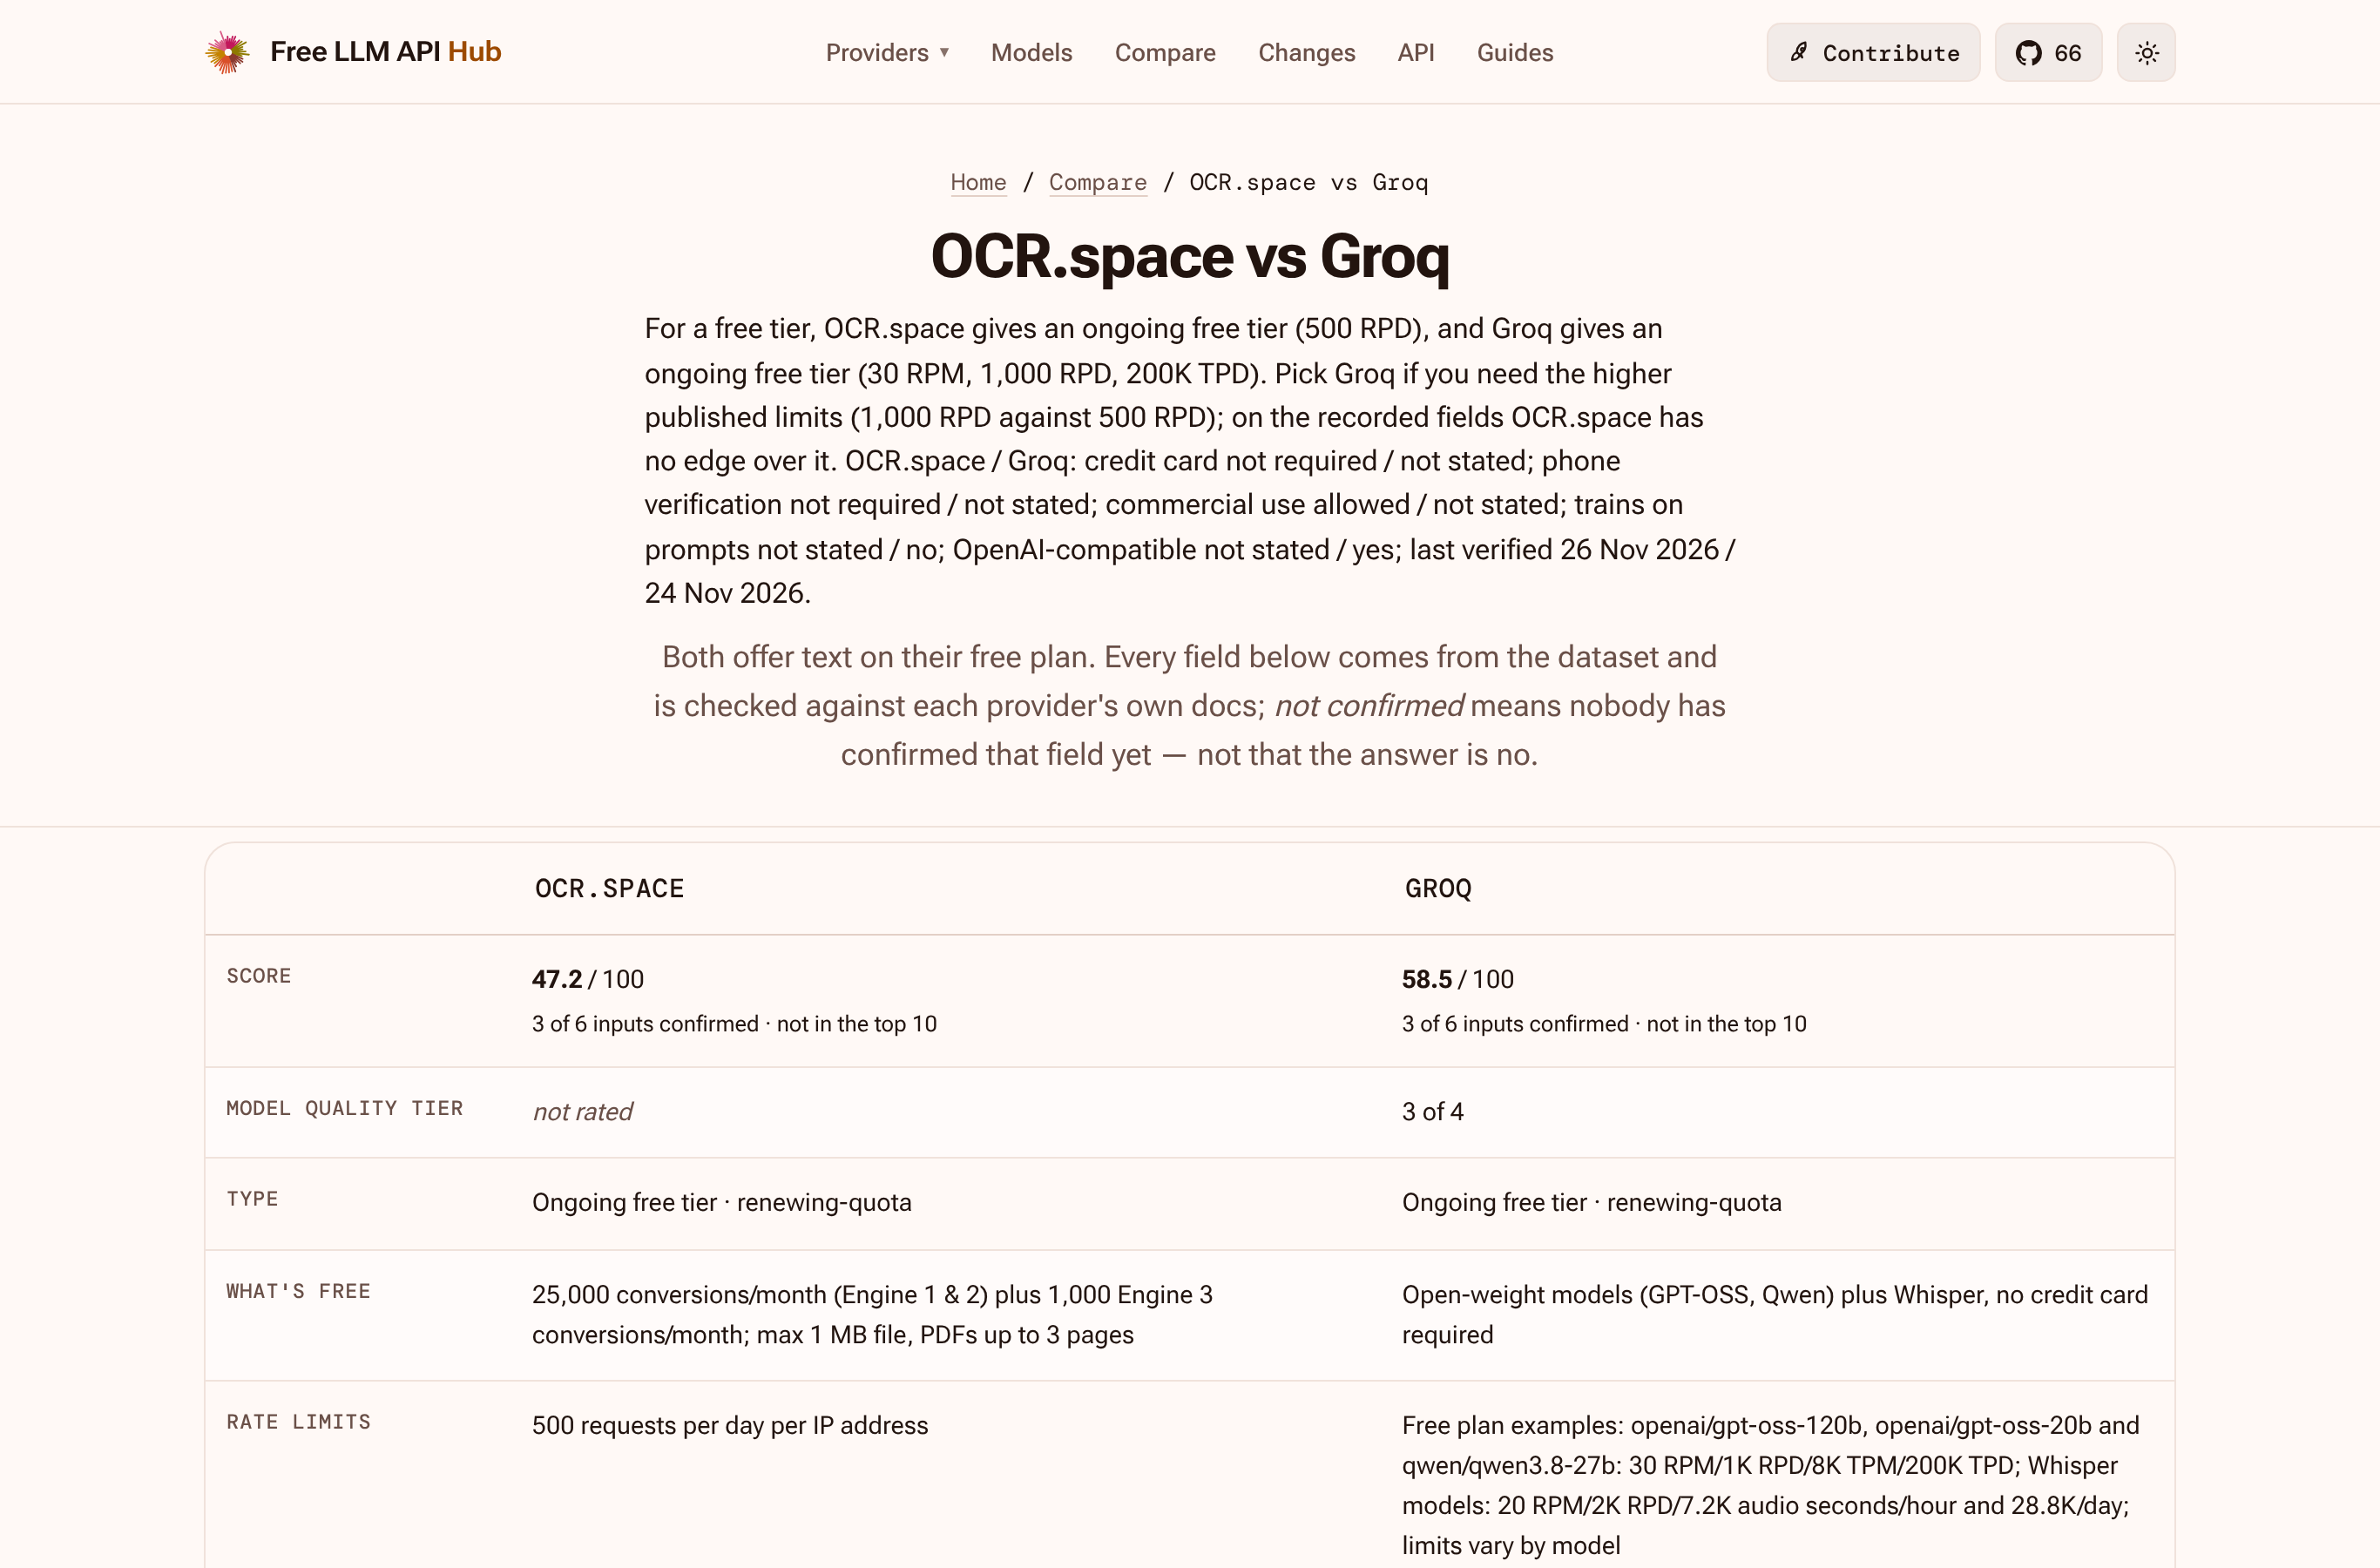 Free LLM API Hub
Providers ▼ Models Compare Changes API Guides
Contribute 66
Home / Compare / OCR.space vs Groq
OCR.space vs Groq
For a free tier, OCR.space gives an ongoing free tier (500 RPD), and Groq gives an
ongoing free tier (30 RPM, 1,000 RPD, 200K TPD). Pick Groq if you need the higher
published limits (1,000 RPD against 500 RPD); on the recorded fields OCR.space has
no edge over it. OCR.space / Groq: credit card not required / not stated; phone
verification not required / not stated; commercial use allowed / not stated; trains on
prompts not stated / no; OpenAI-compatible not stated / yes; last verified 26 Nov 2026 /
24 Nov 2026.
Both offer text on their free plan. Every field below comes from the dataset and
is checked against each provider's own docs; not confirmed means nobody has
confirmed that field yet — not that the answer is no.
OCR.SPACE GROQ
SCORE 47.2 / 100 58.5 / 100
3 of 6 inputs confirmed · not in the top 10 3 of 6 inputs confirmed · not in the top 10
MODEL QUALITY TIER not rated 3 of 4
TYPE Ongoing free tier · renewing-quota Ongoing free tier · renewing-quota
WHAT'S FREE 25,000 conversions/month (Engine 1 & 2) plus 1,000 Engine 3 Open-weight models (GPT-OSS, Qwen) plus Whisper, no credit card
conversions/month; max 1 MB file, PDFs up to 3 pages required
RATE LIMITS 500 requests per day per IP address Free plan examples: openai/gpt-oss-120b, openai/gpt-oss-20b and
qwen/qwen3.8-27b: 30 RPM/1K RPD/8K TPM/200K TPD; Whisper
models: 20 RPM/2K RPD/7.2K audio seconds/hour and 28.8K/day;
limits vary by model